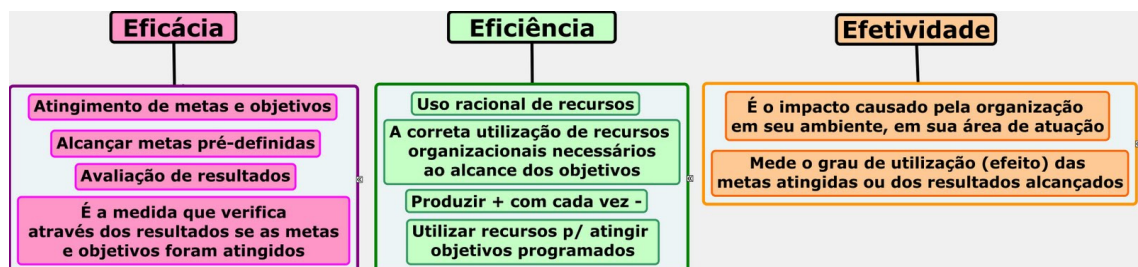 Eficácia
Atingimento de metas e objetivos
Alcançar metas pré-definidas
Avaliação de resultados
É a medida que verifica
através dos resultados se as metas
e objetivos foram atingidos
Eficiência
Uso racional de recursos
A correta utilização de recursos
organizacionais necessários
ao alcance dos objetivos
Produzir + com cada vez -
Utilizar recursos p/ atingir
objetivos programados
Efetividade
É o impacto causado pela organização
em seu ambiente, em sua área de atuação
Mede o grau de utilização (efeito) das
metas atingidas ou dos resultados alcançados